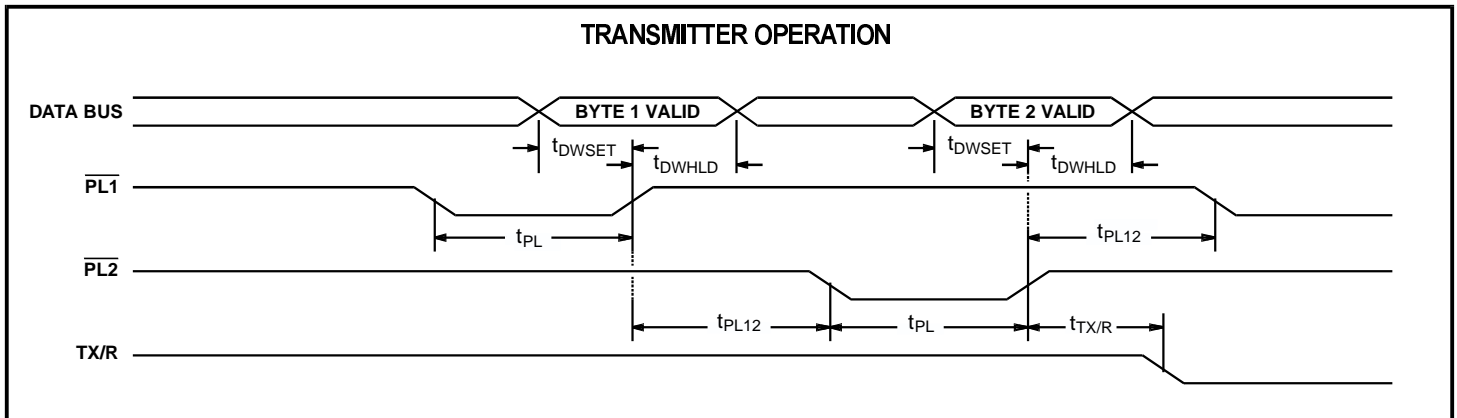 TRANSMITTER OPERATION
DATA BUS
BYTE 1 VALID
BYTE 2 VALID
tDWSET
tDWHLD
tDWSET
tDWHLD
PL1
tPL
tPL12
PL2
tPL12
tPL
tTX/R
TX/R